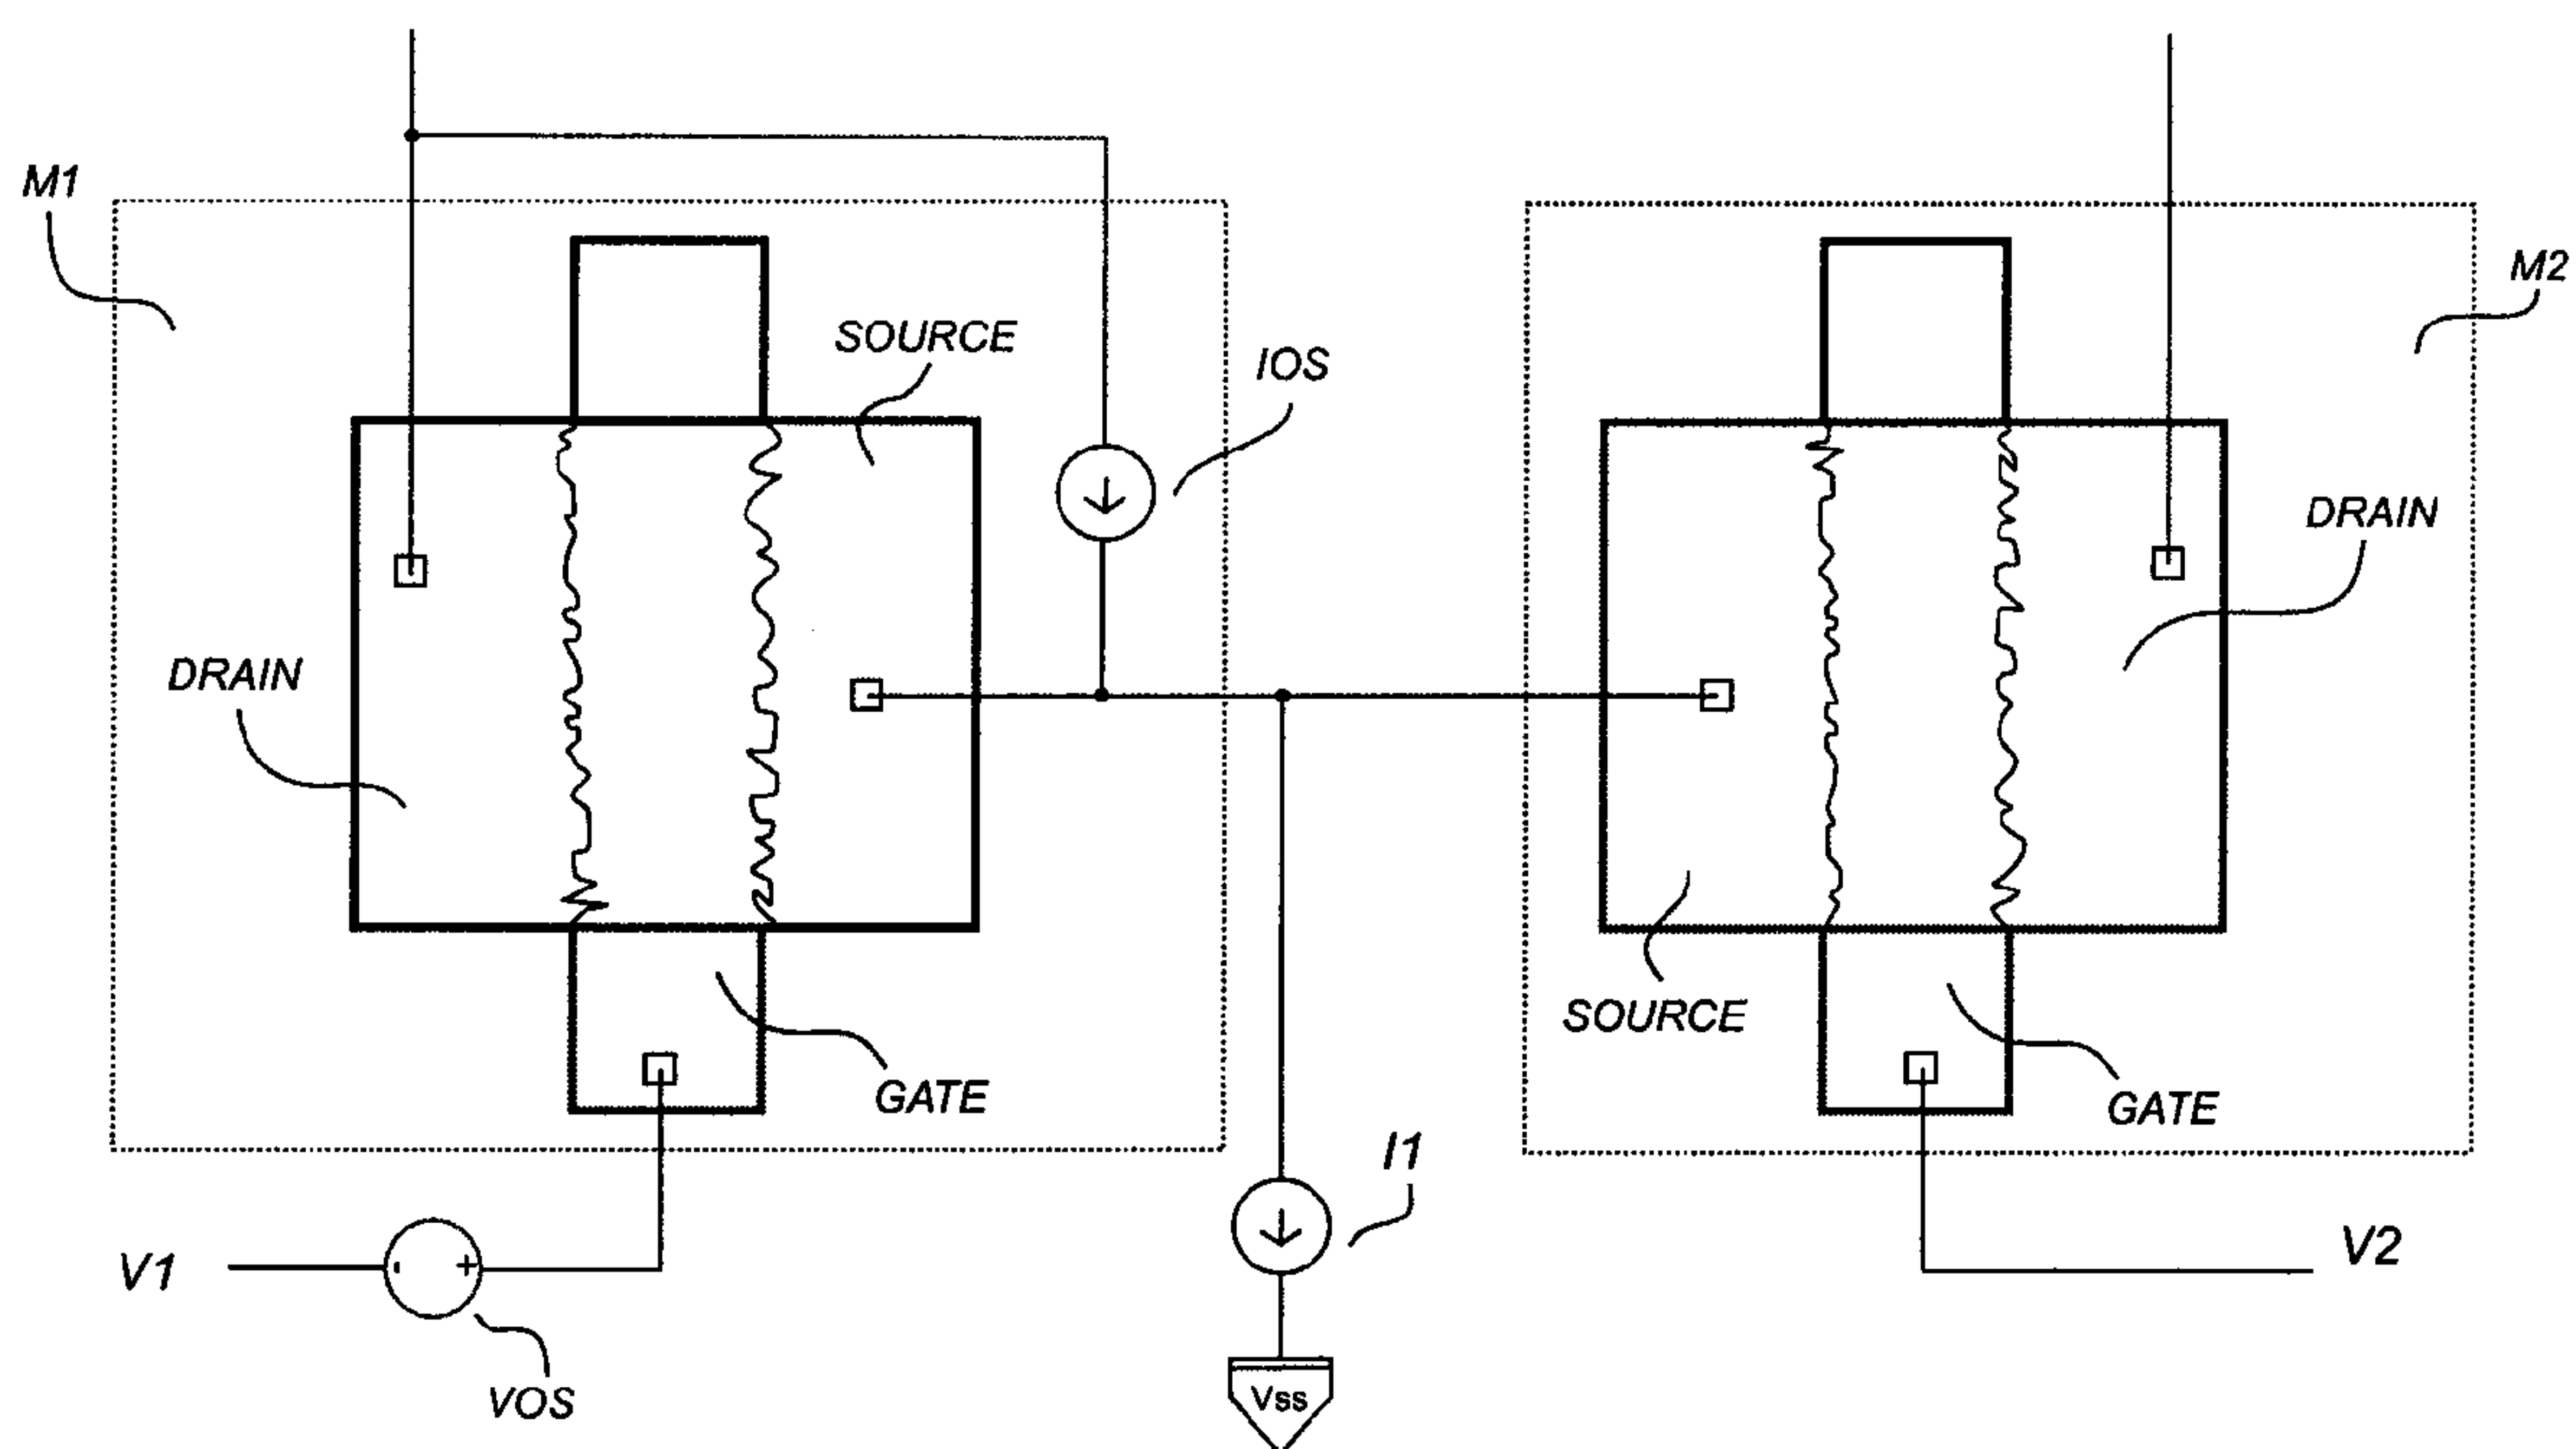 M1
M2
SOURCE
IOS
DRAIN
DRAIN
SOURCE
GATE
GATE
I1
V1
- +
V2
VOS
Vss